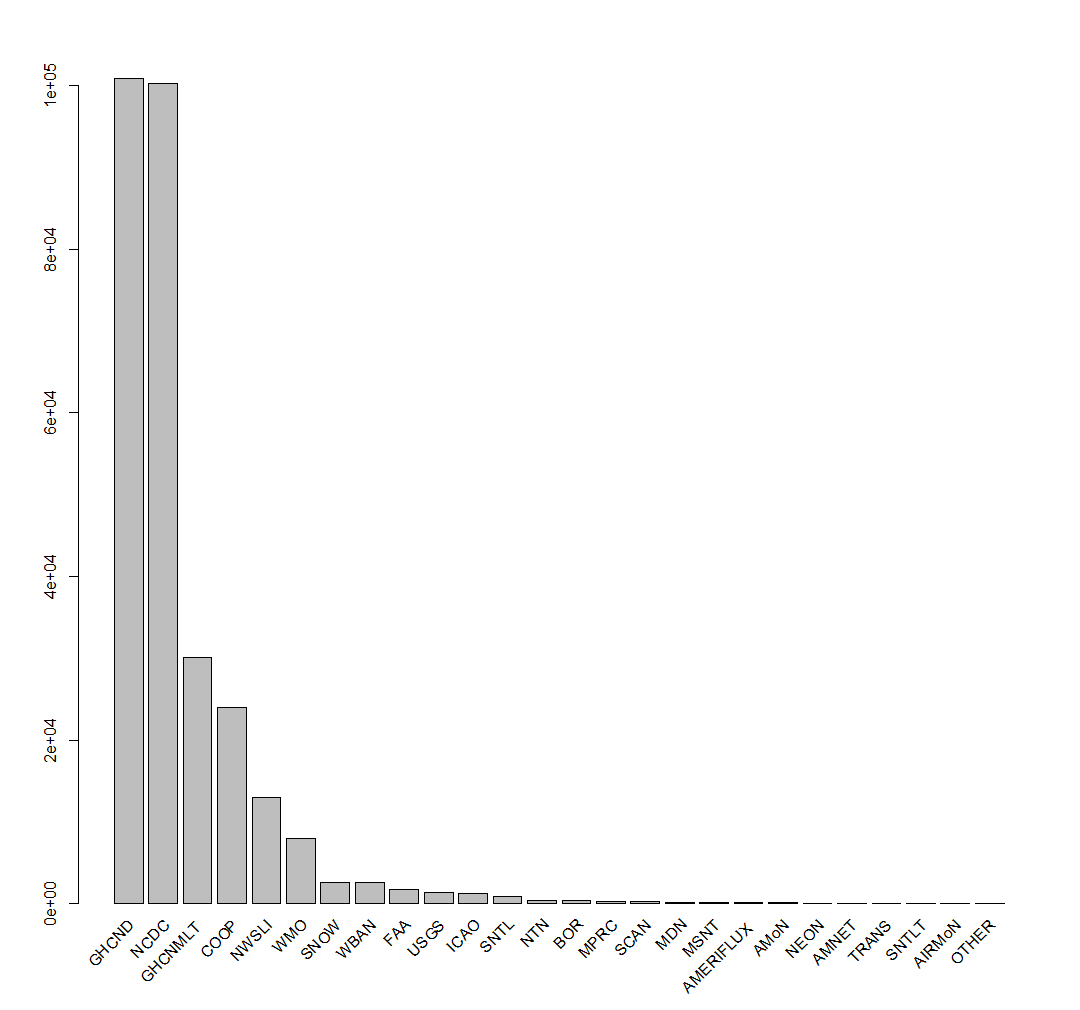 1e+05
8e+04
6e+04
4e+04
2e+04
0e+00
GHCND
NCDC
GHCNMLT
COOP
NWSLI
WMO
SNOW
WBAN
FAA
USGS
ICAO
SNTL
NTN
BOR
MPRC
SCAN
MDN
MSNT
AMERIFLUX
AMoN
NEON
AMNET
TRANS
SNTLT
AIRMoN
OTHER